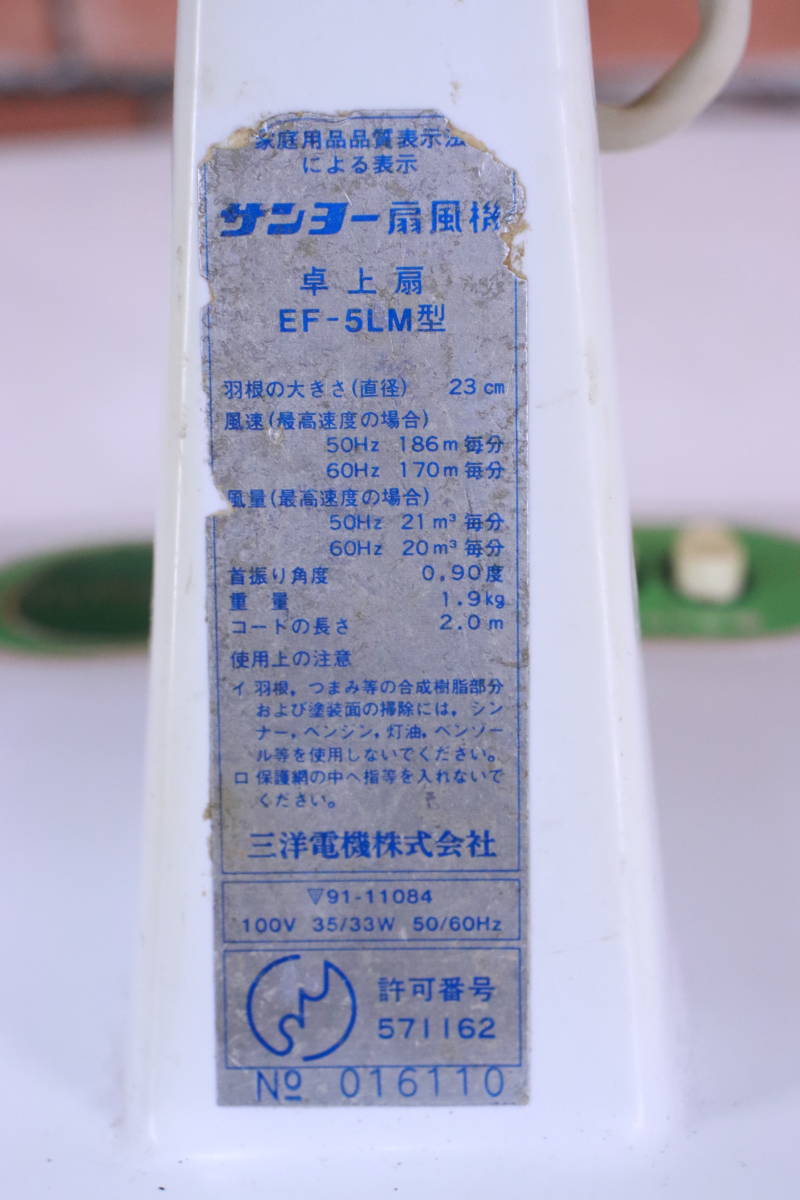 家庭用品品質表示法
による表示
サンヨー扇風機
卓上扇
EF-5LM型
羽根の大きさ(直径) 23cm
風速(最高速度の場合)
50Hz 186m毎分
60Hz 170m毎分
風量(最高速度の場合)
50Hz 21m³毎分
60Hz 20m³毎分
首振り角度 0,90度
重量 1.9kg
コードの長さ 2.0m
使用上の注意
イ 羽根,つまみ等の合成樹脂部分
および塗装面の掃除には,シン
ナー,ベンジン,灯油,ベンゾー
ル等を使用しないでください。
ロ 保護網の中へ指等を入れないで
ください。
三洋電機株式会社
▽91-11084
100V 35/33W 50/60Hz
許可番号
571162
No 016110